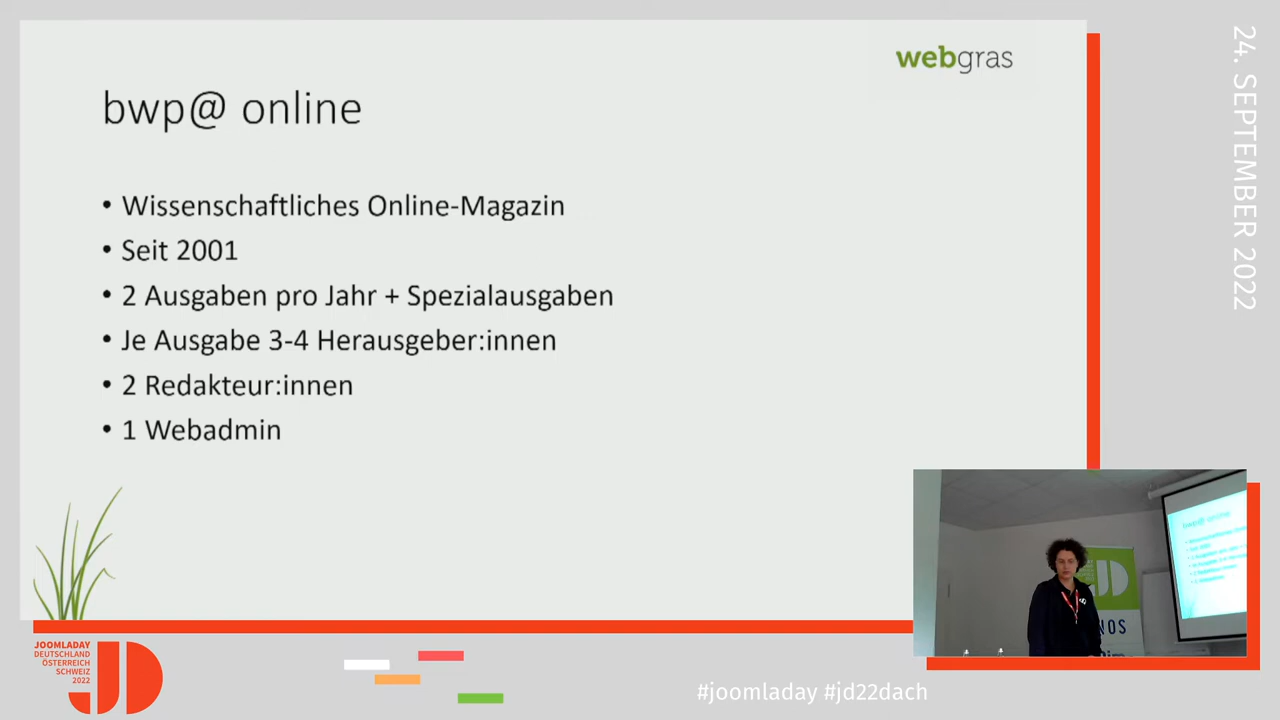 webgras
bwp@ online
• Wissenschaftliches Online-Magazin
• Seit 2001
• 2 Ausgaben pro Jahr + Spezialausgaben
• Je Ausgabe 3-4 Herausgeber:innen
• 2 Redakteur:innen
• 1 Webadmin
24. SEPTEMBER 2022
JOOMLADAY
DEUTSCHLAND
ÖSTERREICH
SCHWEIZ
2022
JD
#joomladay #jd22dach